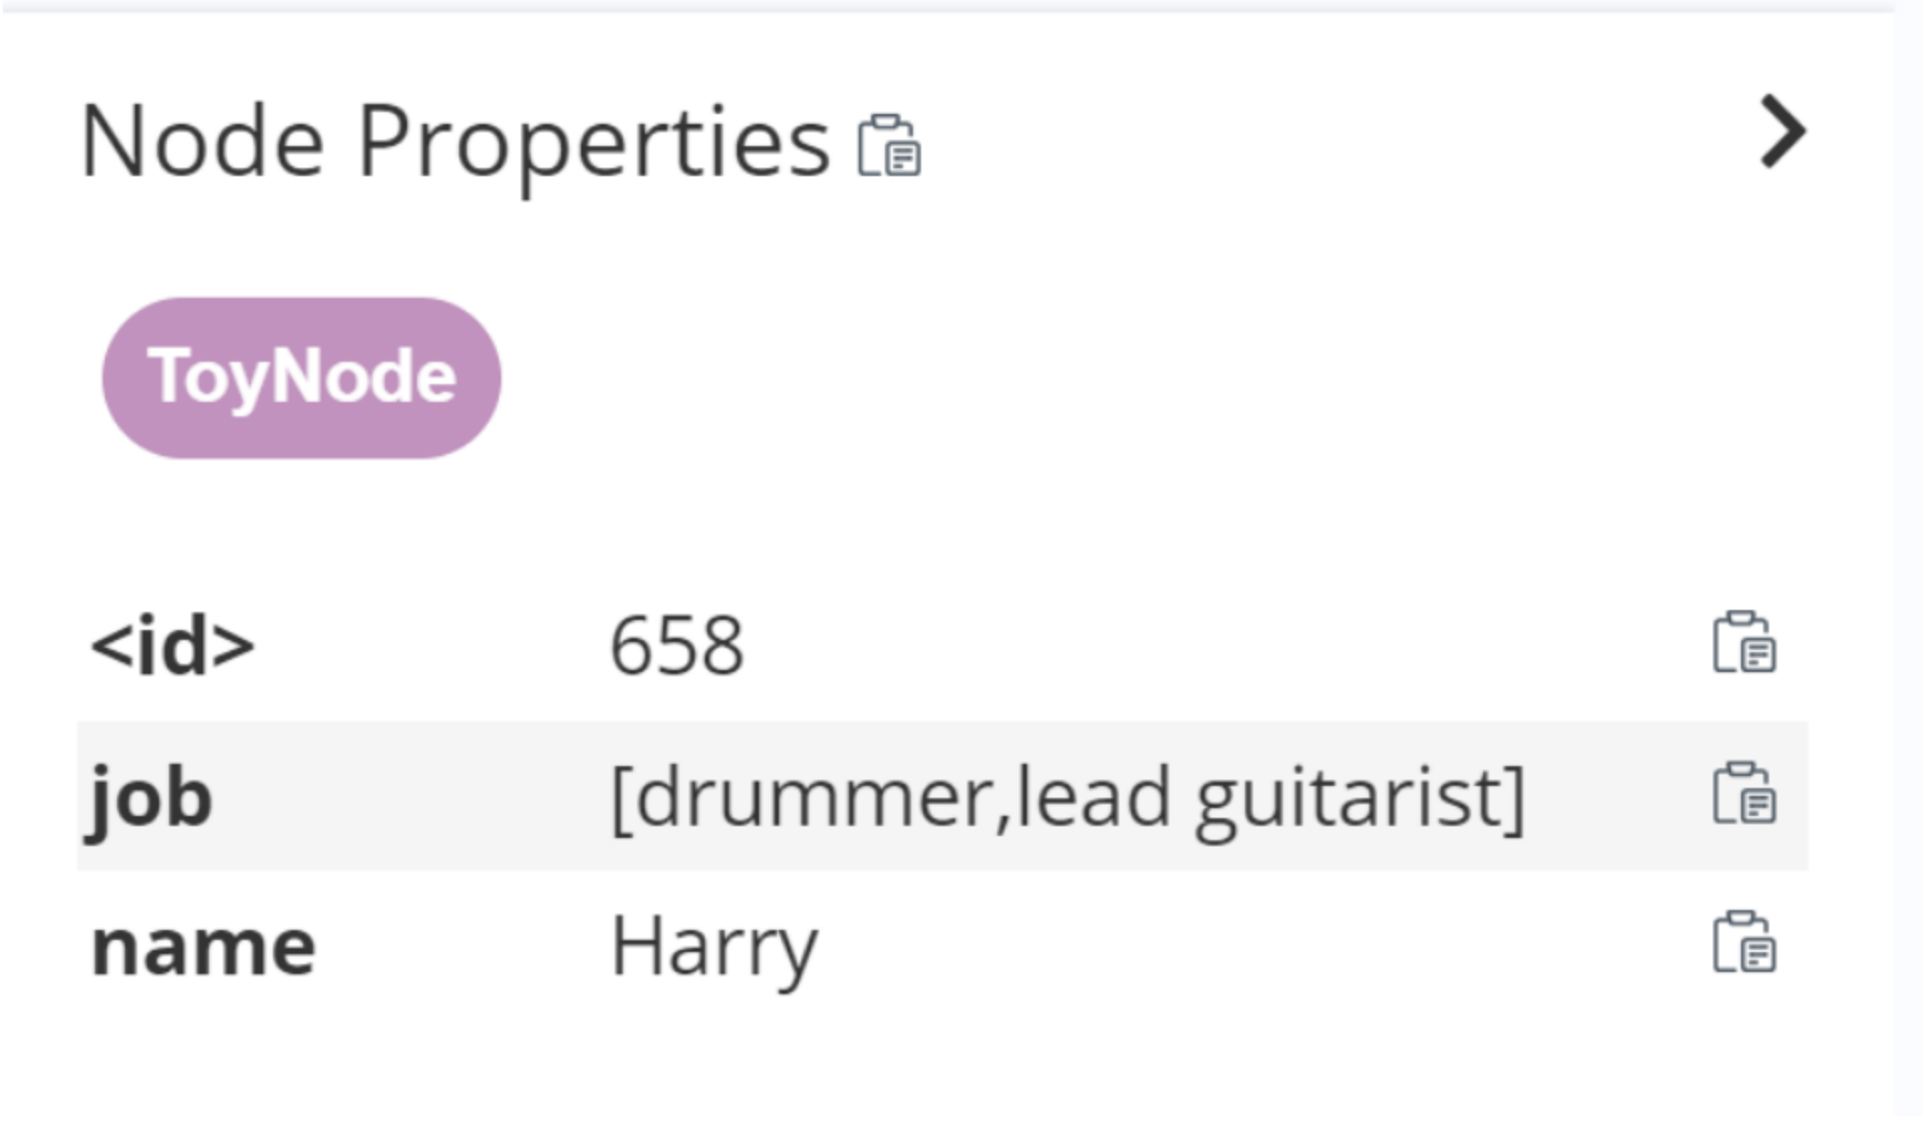 Node Properties
ToyNode
<id> 658
job [drummer,lead guitarist]
name Harry